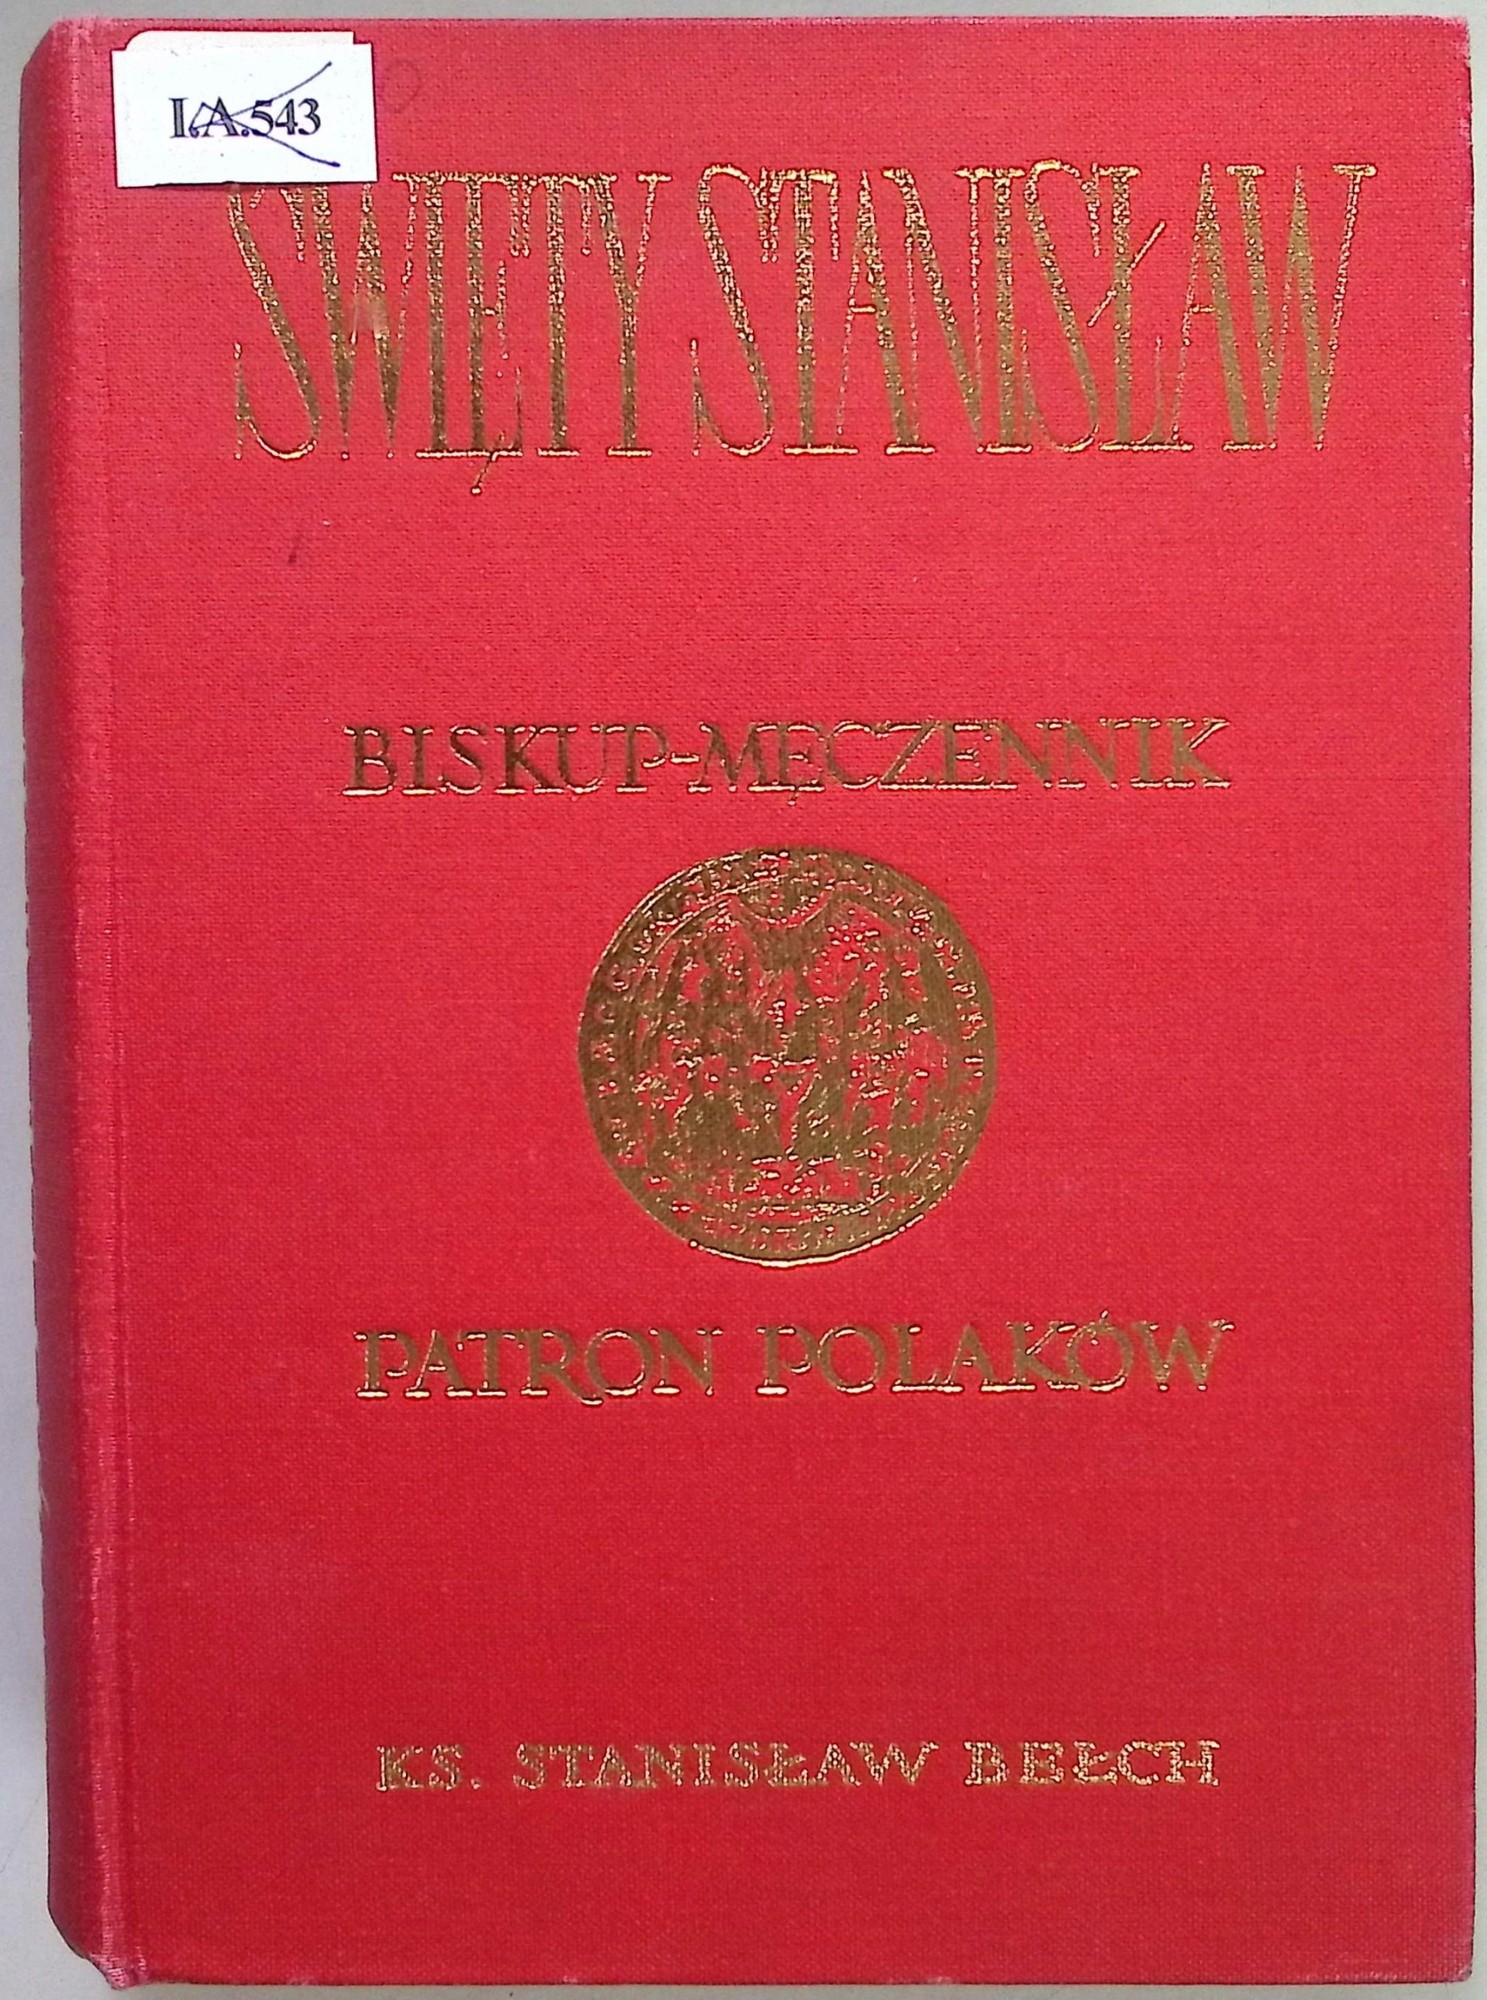 I.A.543
ŚWIĘTY STANISŁAW
BISKUP-MĘCZENNIK
PATRON POLAKÓW
KS. STANISŁAW BEŁCH